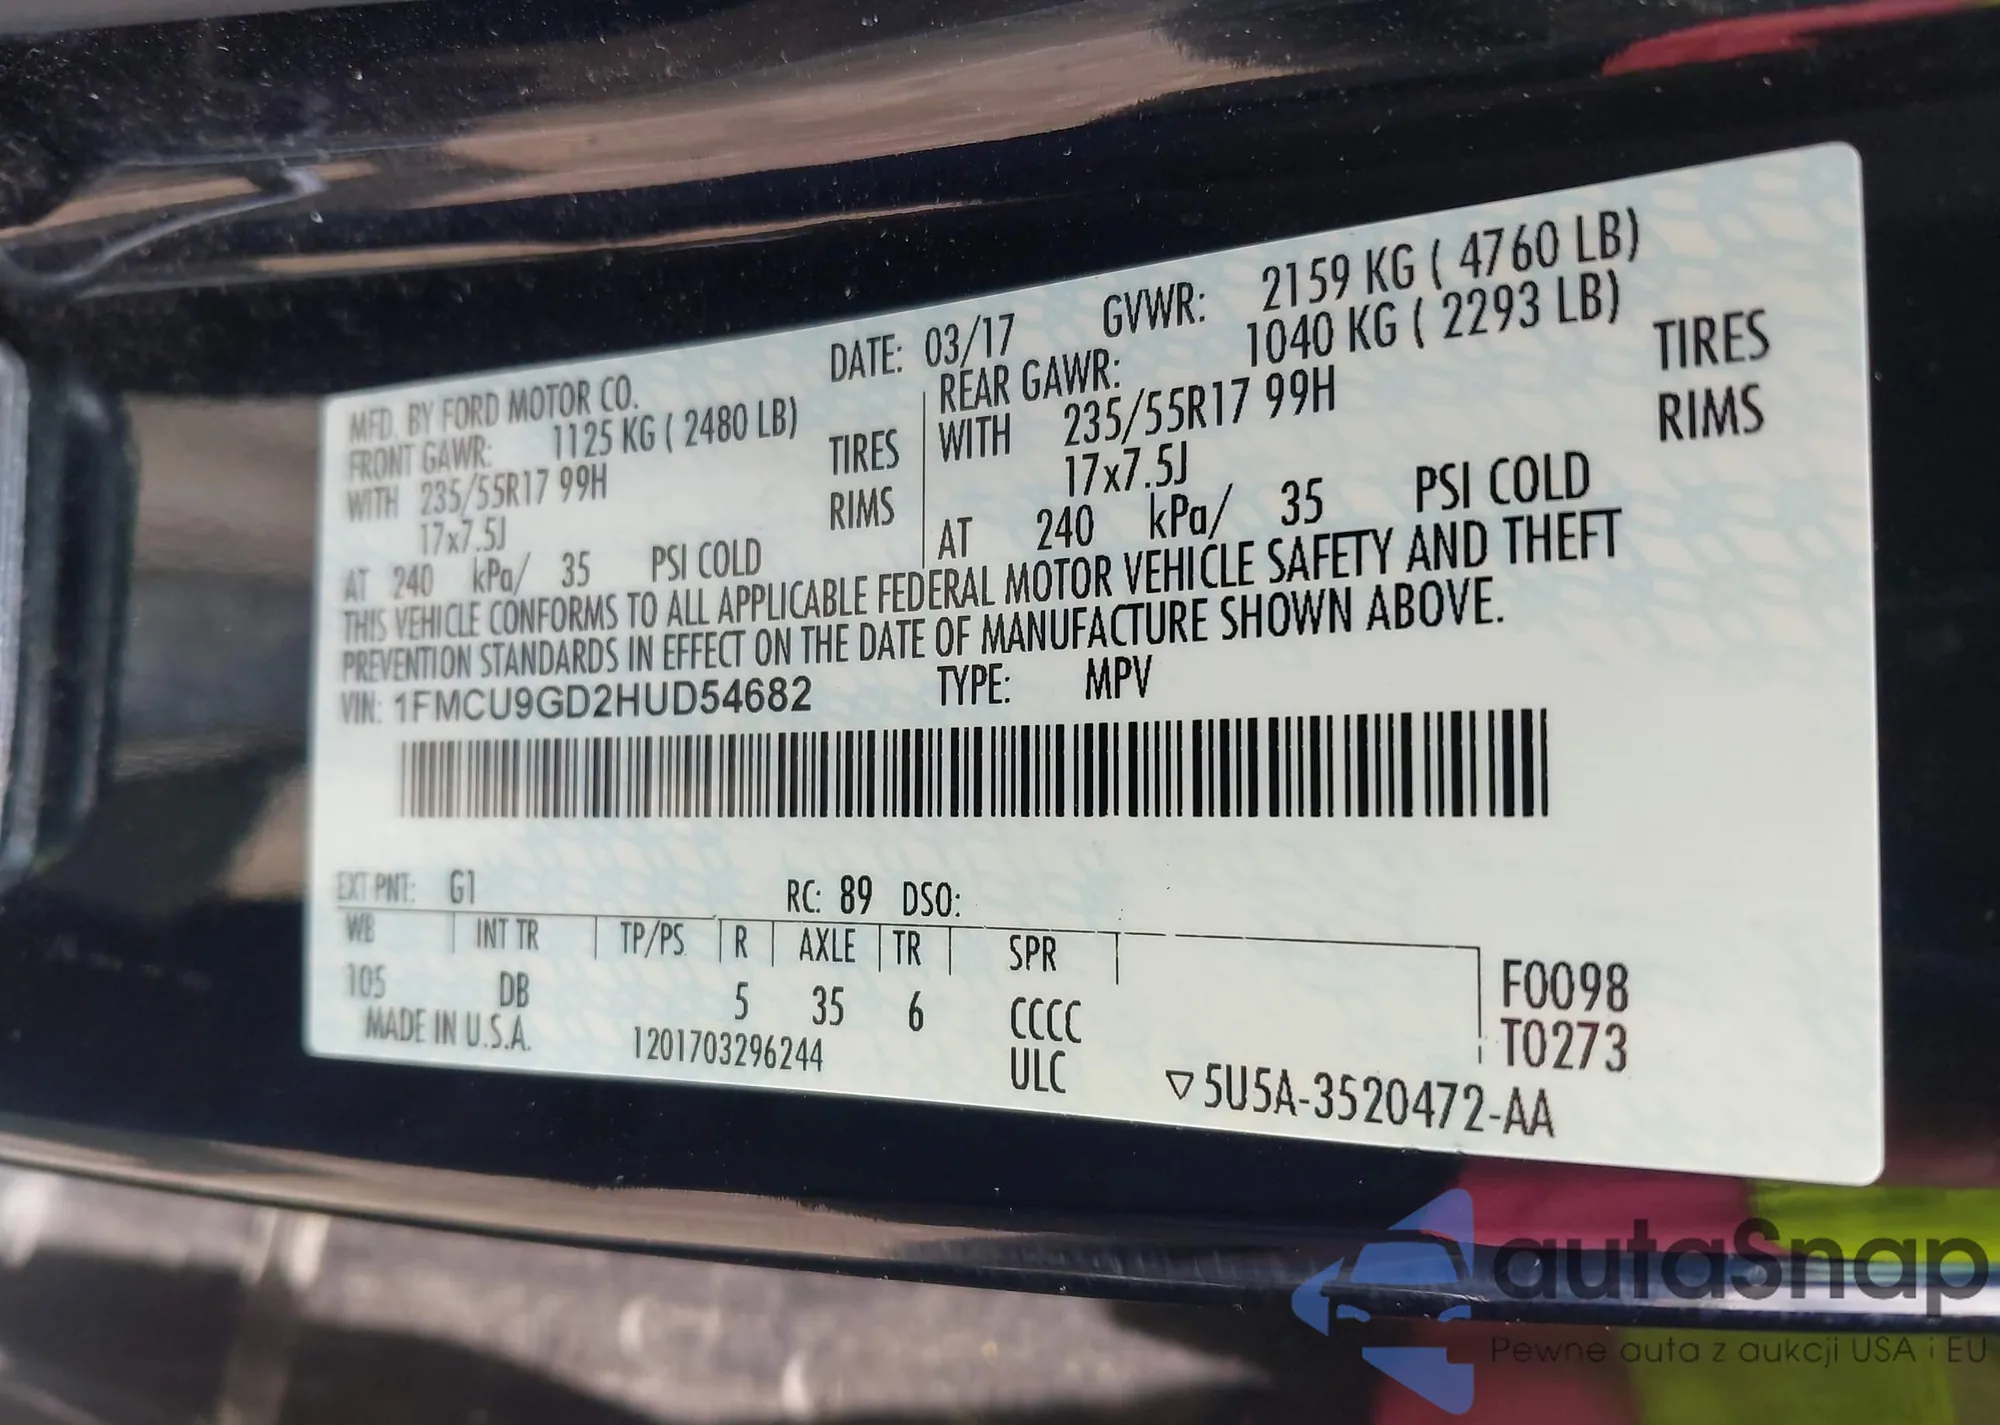 MFD. BY FORD MOTOR CO. DATE: 03/17 GVWR: 2159 KG ( 4760 LB)
FRONT GAWR: 1125 KG ( 2480 LB) REAR GAWR: 1040 KG ( 2293 LB)
WITH 235/55R17 99H TIRES WITH 235/55R17 99H TIRES
17x7.5J RIMS 17x7.5J RIMS
AT 240 kPa/ 35 PSI COLD AT 240 kPa/ 35 PSI COLD
THIS VEHICLE CONFORMS TO ALL APPLICABLE FEDERAL MOTOR VEHICLE SAFETY AND THEFT
PREVENTION STANDARDS IN EFFECT ON THE DATE OF MANUFACTURE SHOWN ABOVE.
VIN: 1FMCU9GD2HUD54682 TYPE: MPV
EXT PNT: G1 RC: 89 DSO:
WB INT TR TP/PS R AXLE TR SPR
105 DB 5 35 6 CCCC F0098
MADE IN U.S.A. 1201703296244 ULC T0273
▽5U5A-3520472-AA
autaSnap
Pewne auta z aukcji USA i EU